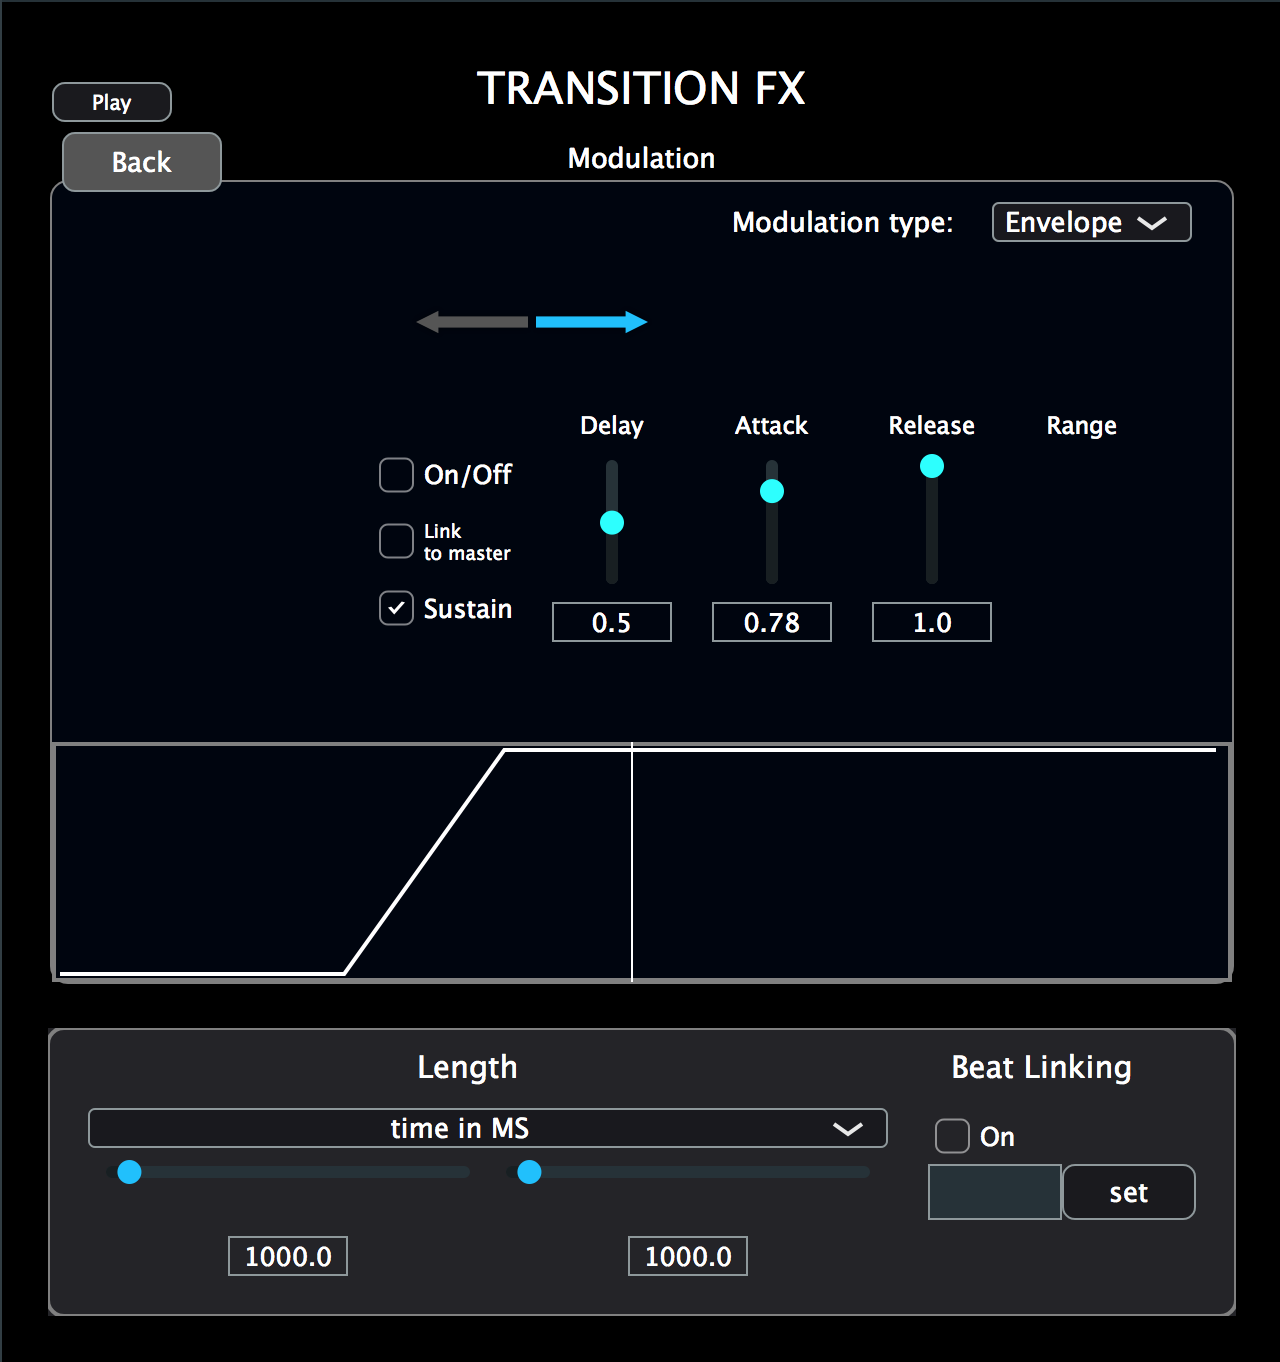 TRANSITION FX
Play
Back
Modulation
Modulation type:
Envelope
Delay
Attack
Release
Range
On/Off
Link
to master
Sustain
0.5
0.78
1.0
Length
Beat Linking
time in MS
On
set
1000.0
1000.0